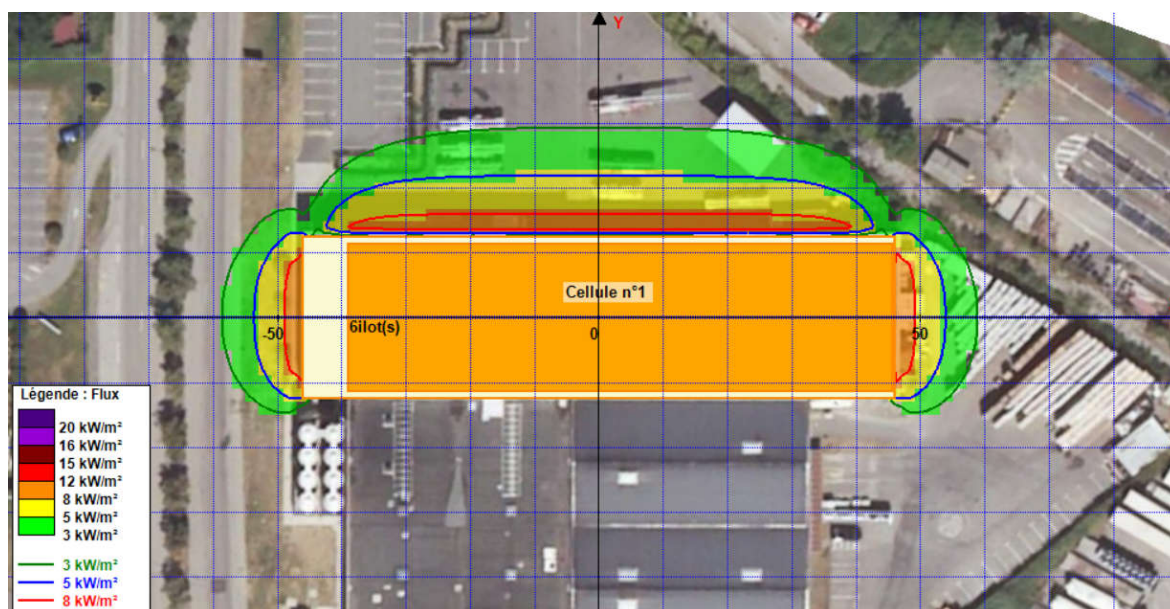 Y
Cellule n°1
-50
6ilot(s)
0
50
Légende : Flux
20 kW/m²
16 kW/m²
15 kW/m²
12 kW/m²
8 kW/m²
5 kW/m²
3 kW/m²
3 kW/m²
5 kW/m²
8 kW/m²